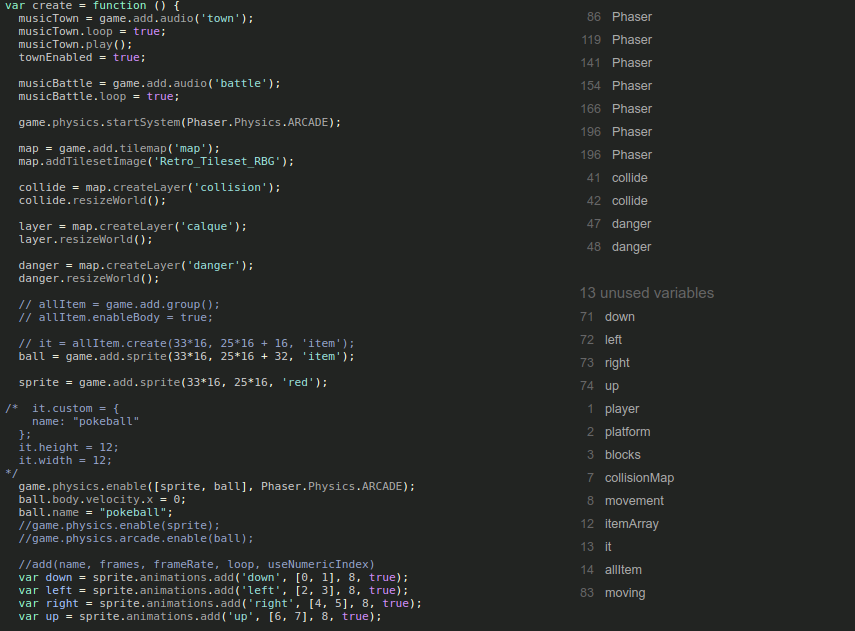 var create = function () {
musicTown = game.add.audio('town');
musicTown.loop = true;
musicTown.play();
townEnabled = true;
musicBattle = game.add.audio('battle');
musicBattle.loop = true;
game.physics.startSystem(Phaser.Physics.ARCADE);
map = game.add.tilemap('map');
map.addTilesetImage('Retro_Tileset_RBG');
collide = map.createLayer('collision');
collide.resizeWorld();
layer = map.createLayer('calque');
layer.resizeWorld();
danger = map.createLayer('danger');
danger.resizeWorld();
// allItem = game.add.group();
// allItem.enableBody = true;
// it = allItem.create(33*16, 25*16 + 16, 'item');
ball = game.add.sprite(33*16, 25*16 + 32, 'item');
sprite = game.add.sprite(33*16, 25*16, 'red');
/* it.custom = {
name: "pokeball"
};
it.height = 12;
it.width = 12;
*/
game.physics.enable([sprite, ball], Phaser.Physics.ARCADE);
ball.body.velocity.x = 0;
ball.name = "pokeball";
//game.physics.enable(sprite);
//game.physics.arcade.enable(ball);
//add(name, frames, frameRate, loop, useNumericIndex)
var down = sprite.animations.add('down', [0, 1], 8, true);
var left = sprite.animations.add('left', [2, 3], 8, true);
var right = sprite.animations.add('right', [4, 5], 8, true);
var up = sprite.animations.add('up', [6, 7], 8, true);
86 Phaser
119 Phaser
141 Phaser
154 Phaser
166 Phaser
196 Phaser
196 Phaser
41 collide
42 collide
47 danger
48 danger
13 unused variables
71 down
72 left
73 right
74 up
1 player
2 platform
3 blocks
7 collisionMap
8 movement
12 itemArray
13 it
14 allItem
83 moving